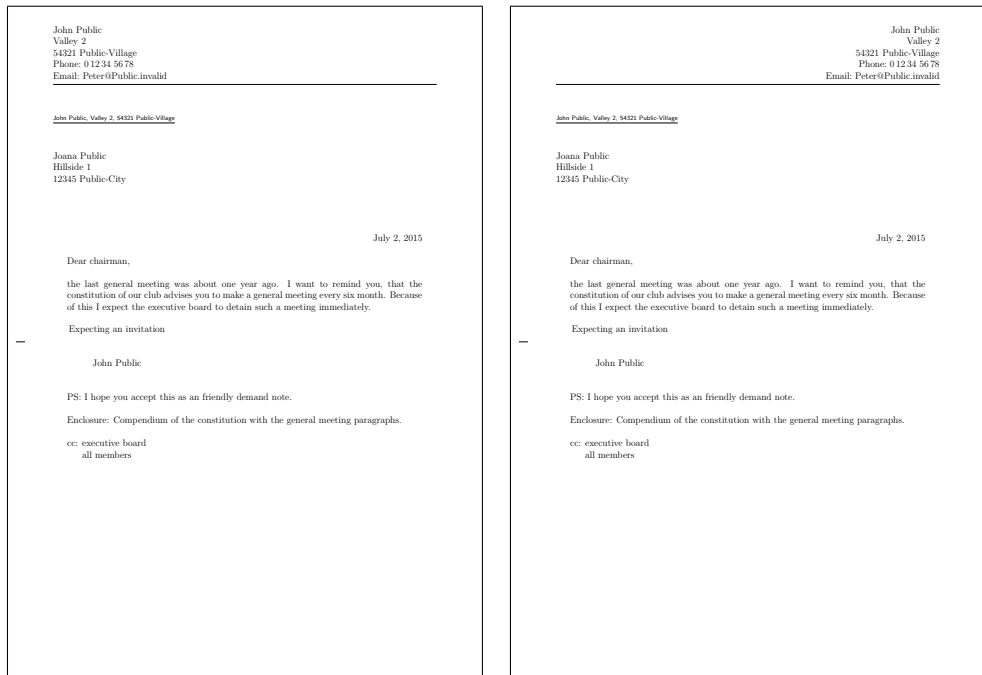 John Public
Valley 2
54321 Public-Village
Phone: 0 12 34 56 78
Email: Peter@Public.invalid
John Public, Valley 2, 54321 Public-Village
Joana Public
Hillside 1
12345 Public-City
July 2, 2015
Dear chairman,
the last general meeting was about one year ago. I want to remind you, that the
constitution of our club advises you to make a general meeting every six month. Because
of this I expect the executive board to detain such a meeting immediately.
Expecting an invitation
John Public
PS: I hope you accept this as an friendly demand note.
Enclosure: Compendium of the constitution with the general meeting paragraphs.
cc: executive board
all members
John Public
Valley 2
54321 Public-Village
Phone: 0 12 34 56 78
Email: Peter@Public.invalid
John Public, Valley 2, 54321 Public-Village
Joana Public
Hillside 1
12345 Public-City
July 2, 2015
Dear chairman,
the last general meeting was about one year ago. I want to remind you, that the
constitution of our club advises you to make a general meeting every six month. Because
of this I expect the executive board to detain such a meeting immediately.
Expecting an invitation
John Public
PS: I hope you accept this as an friendly demand note.
Enclosure: Compendium of the constitution with the general meeting paragraphs.
cc: executive board
all members